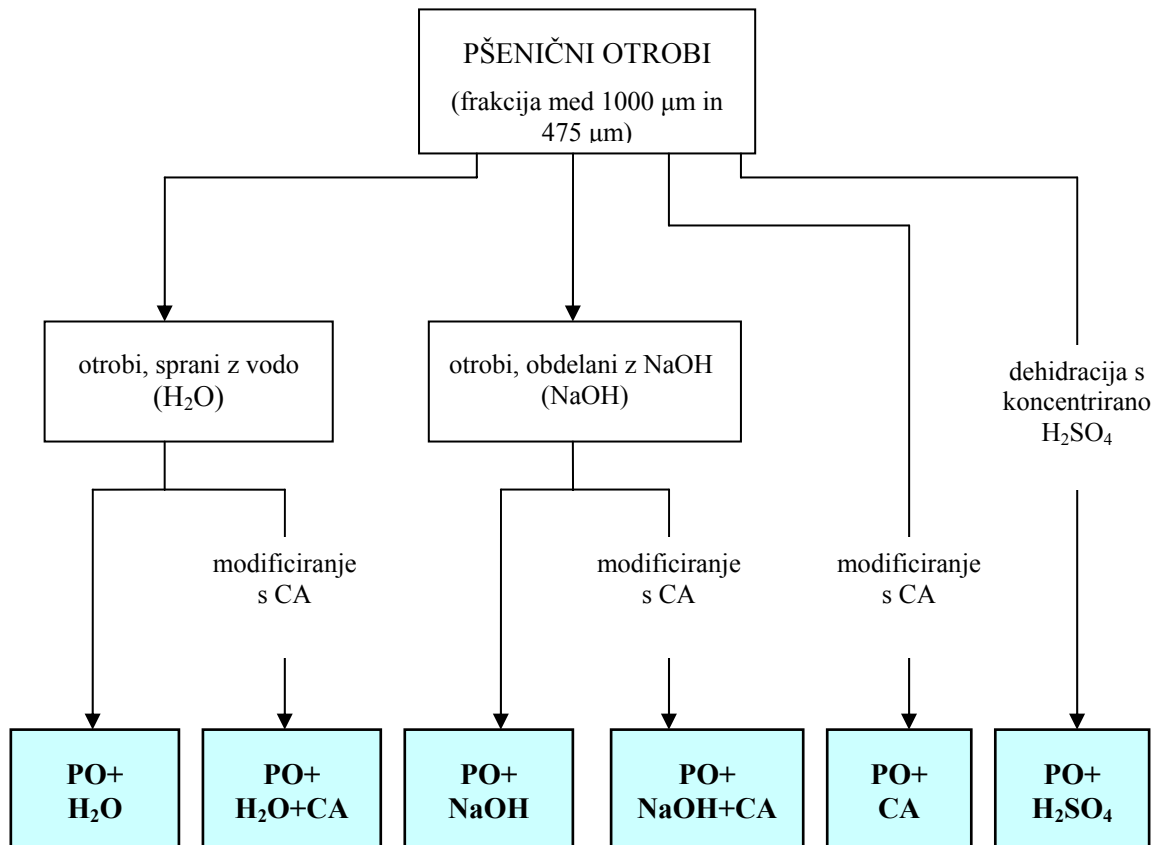 PŠENIČNI OTROBI
(frakcija med 1000 μm in
475 μm)
otrobi, sprani z vodo
(H₂O)
otrobi, obdelani z NaOH
(NaOH)
dehidracija s
koncentrirano
H₂SO₄
modificiranje
s CA
modificiranje
s CA
modificiranje
s CA
PO+
H₂O
PO+
H₂O+CA
PO+
NaOH
PO+
NaOH+CA
PO+
CA
PO+
H₂SO₄